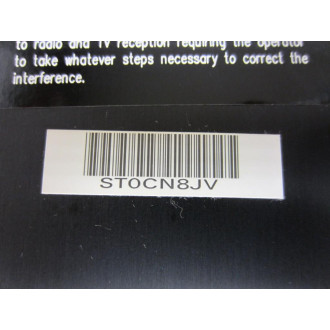 to radio and TV reception requiring the operator
to take whatever steps necessary to correct the
interference.
ST0CN8JV